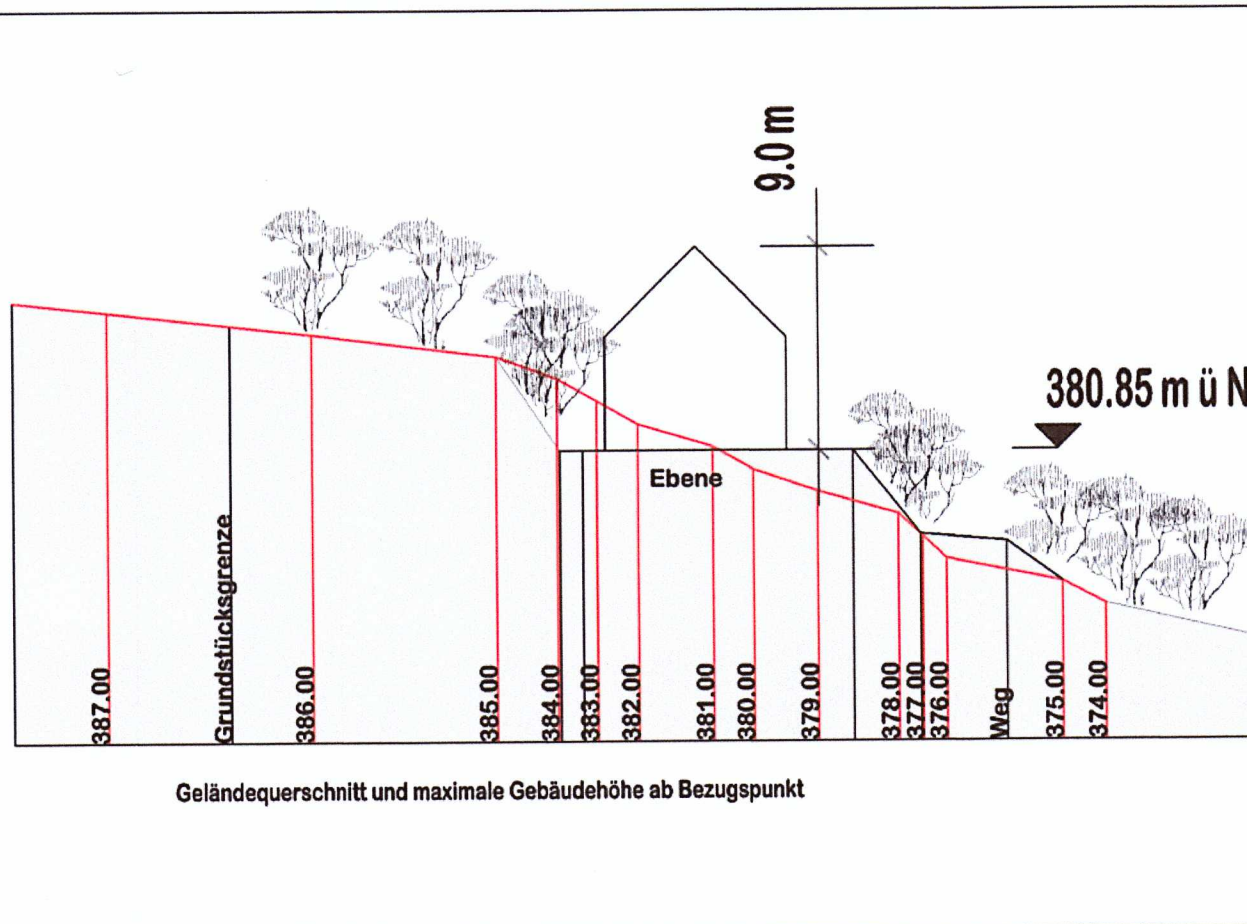 9.0 m
380.85 m ü N
Ebene
387.00
Grundstücksgrenze
386.00
385.00
384.00
383.00
382.00
381.00
380.00
379.00
378.00
377.00
376.00
Weg
375.00
374.00
Geländequerschnitt und maximale Gebäudehöhe ab Bezugspunkt